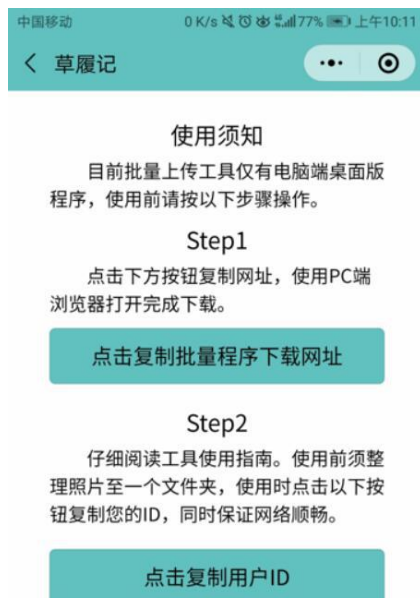 中国移动 0 K/s 77% 上午10:11
草履记
使用须知
目前批量上传工具仅有电脑端桌面版
程序，使用前请按以下步骤操作。
Step1
点击下方按钮复制网址，使用PC端
浏览器打开完成下载。
点击复制批量程序下载网址
Step2
仔细阅读工具使用指南。使用前须整
理照片至一个文件夹，使用时点击以下按
钮复制您的ID，同时保证网络顺畅。
点击复制用户ID